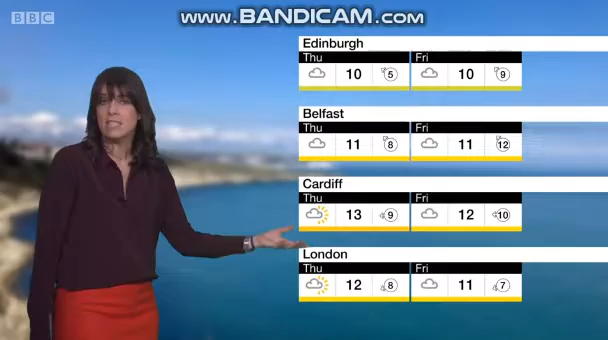 BBC
www.BANDICAM.com
Edinburgh
Thu Fri
10 5 10 9
Belfast
Thu Fri
11 8 11 12
Cardiff
Thu Fri
13 9 12 10
London
Thu Fri
12 8 11 7